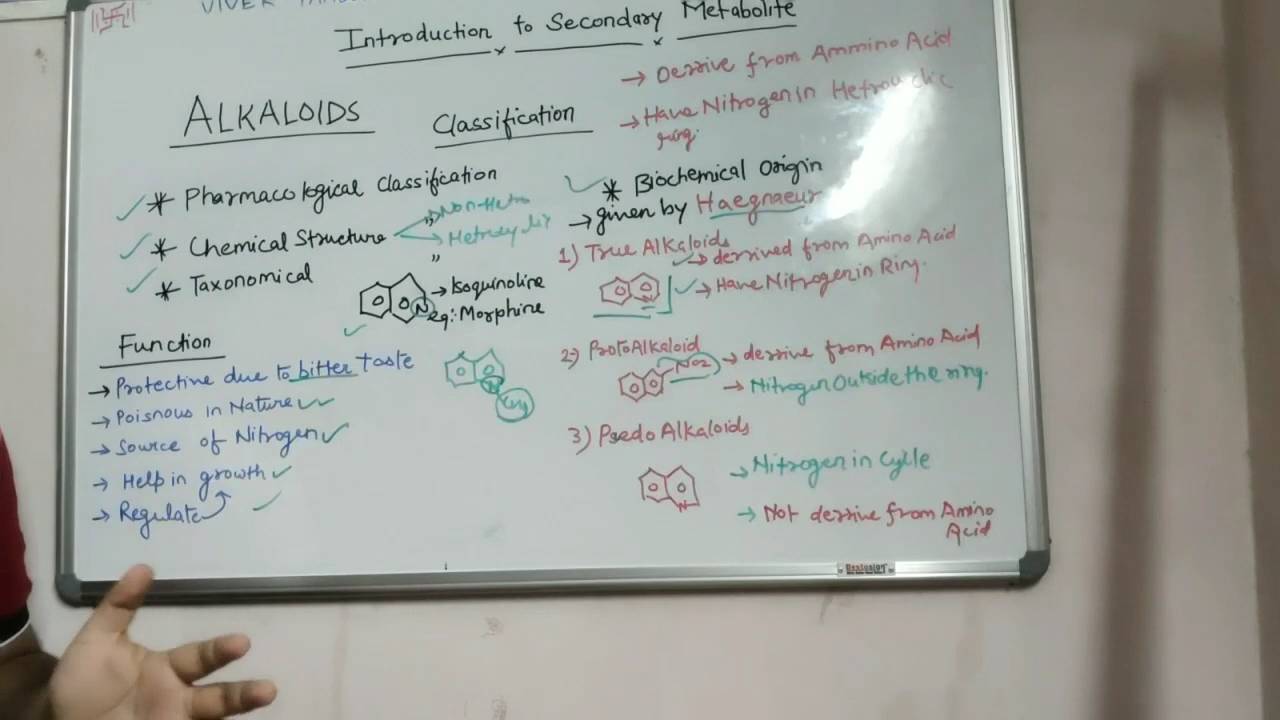 Introduction to Secondary Metabolite
→ Derrive from Ammino Acid
→ Have Nitrogen in
ring.
ALKALOIDS
Classification
* Pharmacological Classification
* Chemical Structure
Non-Hetro
* Taxonomical
→ Isoquinoline
eg:- Morphine
N
Function
→ Protective due to bitter taste
→ Poisnous in Nature
→ Source of Nitrogen
→ Help in growth
→ Regulate
N
* Biochemical Origin
→ given by Haegnaeur
1) True Alkaloids
→ derrived from Amino Acid
→ Have Nitrogen in Ring.
N
2) Proto Alkaloid
NO2
→ derrive from Amino Acid
→ Nitrogen Outside the ring.
3) Psedo Alkaloids
→ Nitrogen in Cycle
N
→ Not derrive from Amino
Acid